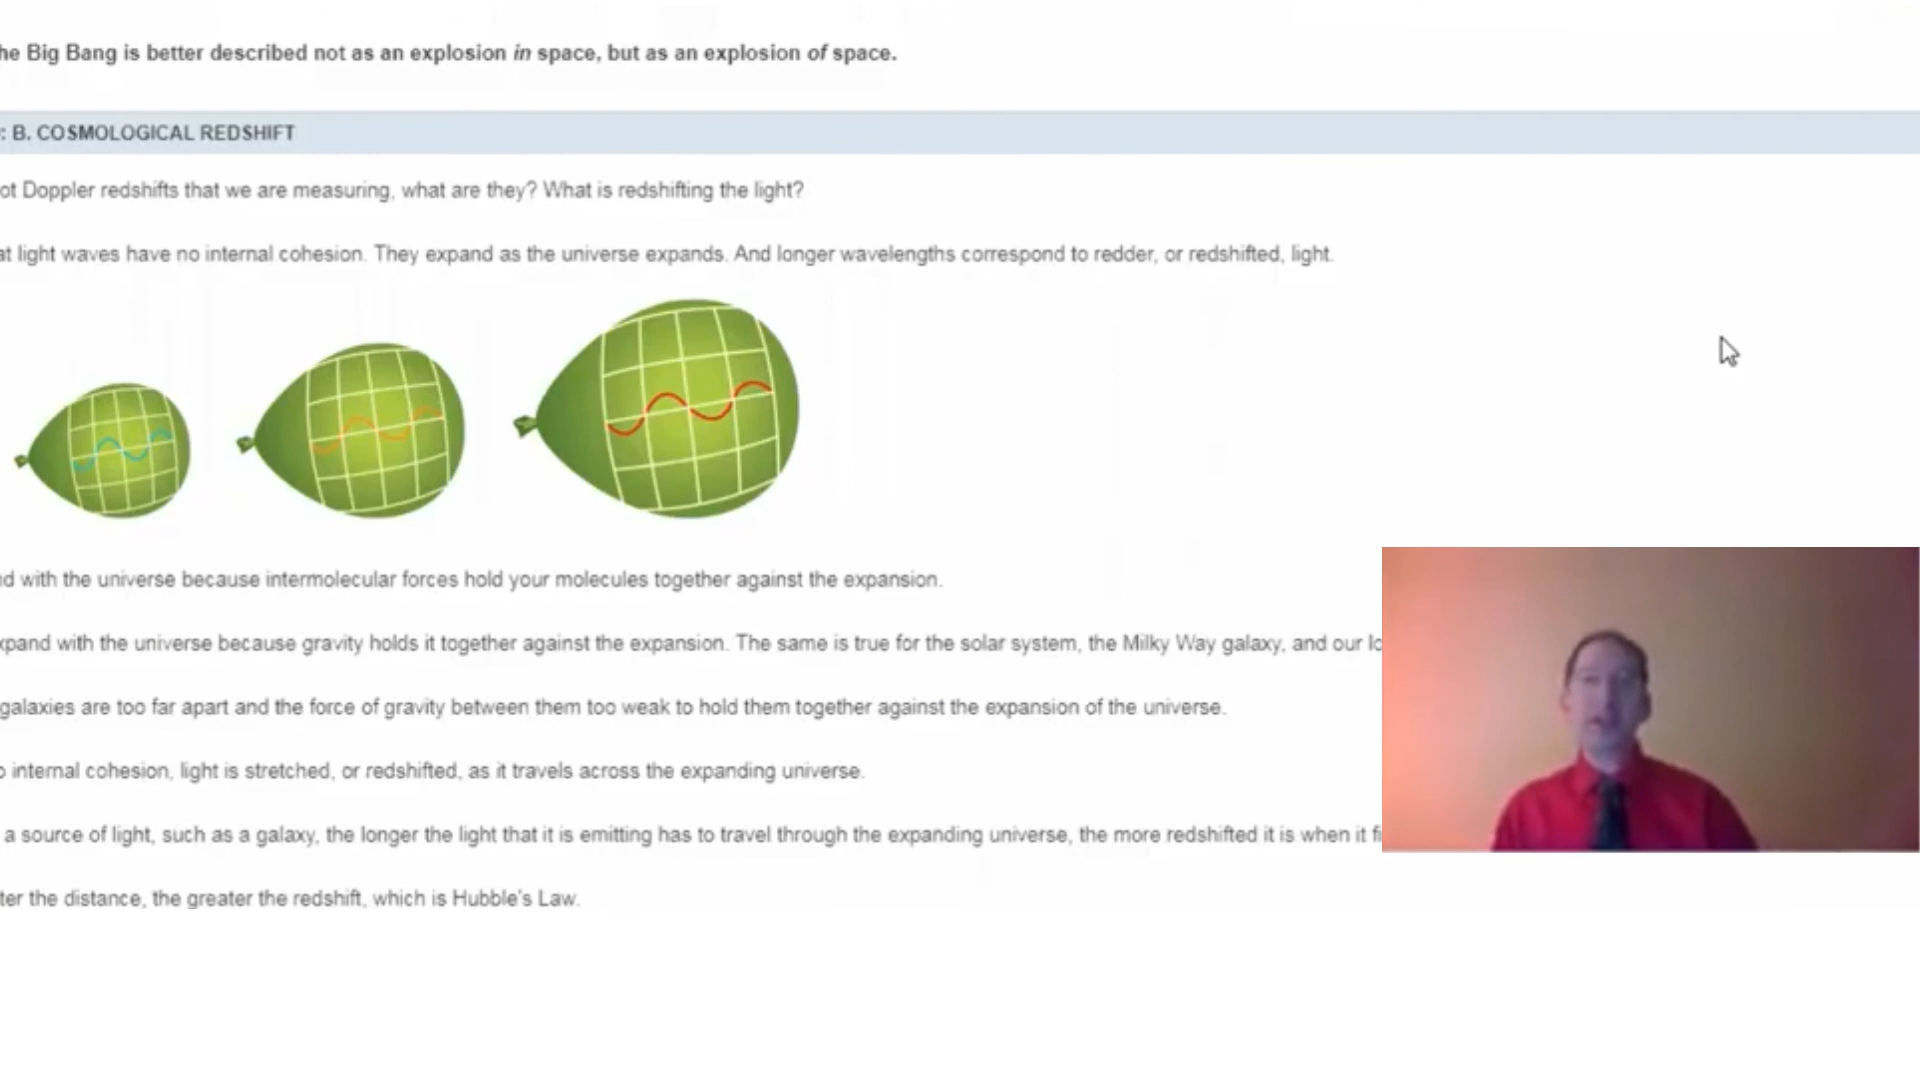 he Big Bang is better described not as an explosion in space, but as an explosion of space.
: B. COSMOLOGICAL REDSHIFT
ot Doppler redshifts that we are measuring, what are they? What is redshifting the light?
at light waves have no internal cohesion. They expand as the universe expands. And longer wavelengths correspond to redder, or redshifted, light.
d with the universe because intermolecular forces hold your molecules together against the expansion.
xpand with the universe because gravity holds it together against the expansion. The same is true for the solar system, the Milky Way galaxy, and our lo
galaxies are too far apart and the force of gravity between them too weak to hold them together against the expansion of the universe.
o internal cohesion, light is stretched, or redshifted, as it travels across the expanding universe.
a source of light, such as a galaxy, the longer the light that it is emitting has to travel through the expanding universe, the more redshifted it is when it fi
ter the distance, the greater the redshift, which is Hubble's Law.